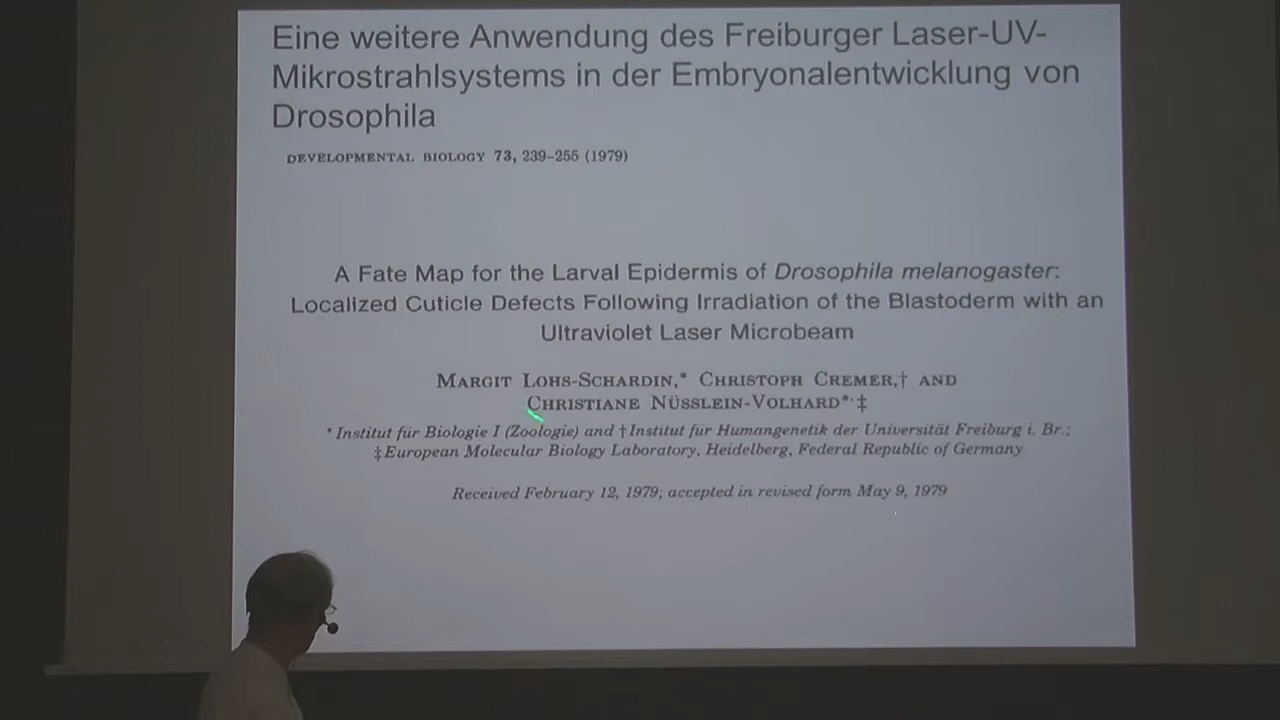 Eine weitere Anwendung des Freiburger Laser-UV-
Mikrostrahlsystems in der Embryonalentwicklung von
Drosophila
DEVELOPMENTAL BIOLOGY 73, 239–255 (1979)
A Fate Map for the Larval Epidermis of Drosophila melanogaster:
Localized Cuticle Defects Following Irradiation of the Blastoderm with an
Ultraviolet Laser Microbeam
MARGIT LOHS-SCHARDIN,* CHRISTOPH CREMER,† AND
CHRISTIANE NÜSSLEIN-VOLHARD*,‡
*Institut für Biologie I (Zoologie) and †Institut fur Humangenetik der Universität Freiburg i. Br.;
‡European Molecular Biology Laboratory, Heidelberg, Federal Republic of Germany
Received February 12, 1979; accepted in revised form May 9, 1979